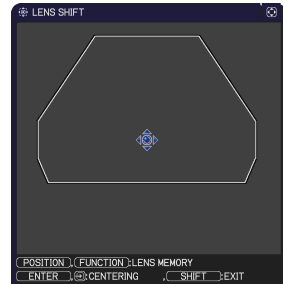 LENS SHIFT
POSITION , FUNCTION :LENS MEMORY
ENTER , :CENTERING , SHIFT :EXIT